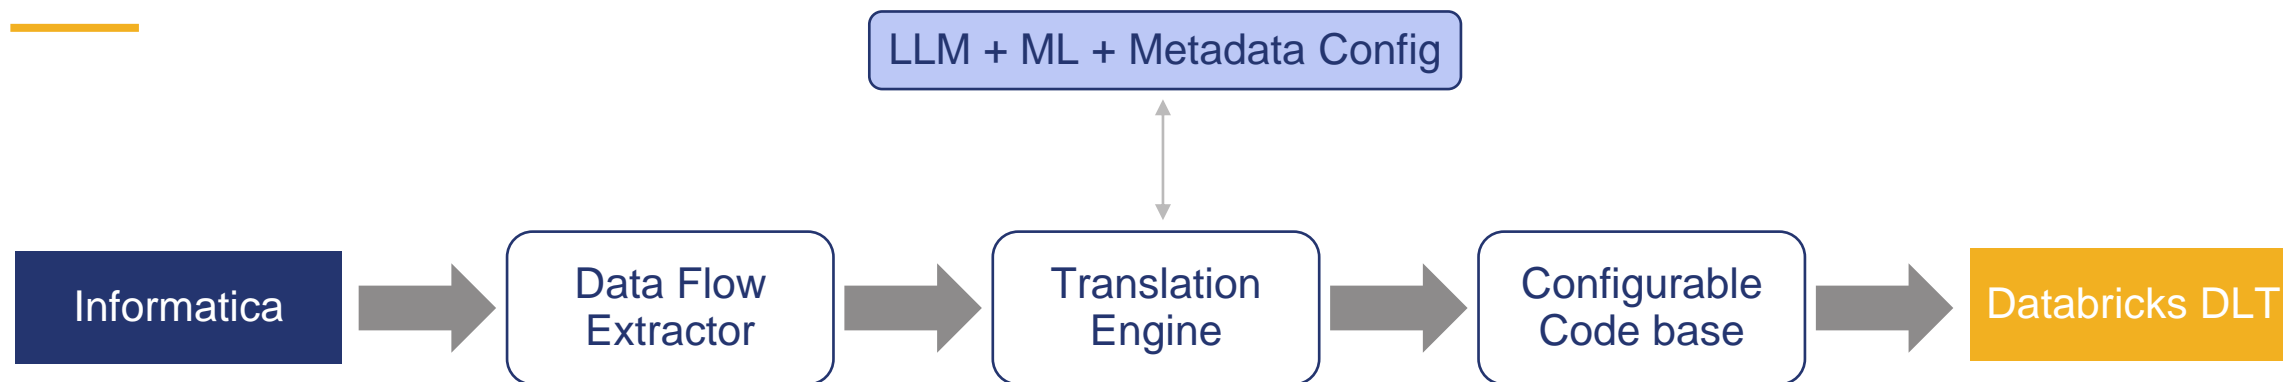 LLM + ML + Metadata Config
Informatica
Data Flow
Extractor
Translation
Engine
Configurable
Code base
Databricks DLT